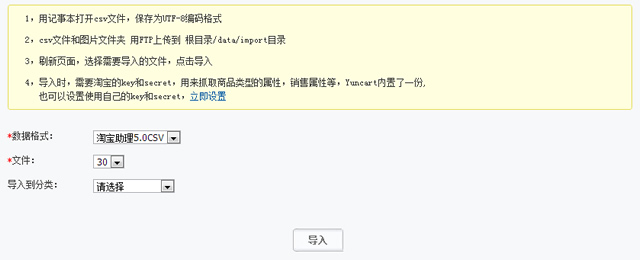 1，用记事本打开csv文件，保存为UTF-8编码格式
2，csv文件和图片文件夹 用FTP上传到 根目录/data/import目录
3，刷新页面，选择需要导入的文件，点击导入
4，导入时，需要淘宝的key和secret，用来抓取商品类型的属性，销售属性等，Yuncart内置了一份，
也可以设置使用自己的key和secret，立即设置
*数据格式： 淘宝助理5.0CSV
*文件： 30
导入到分类： 请选择
导入